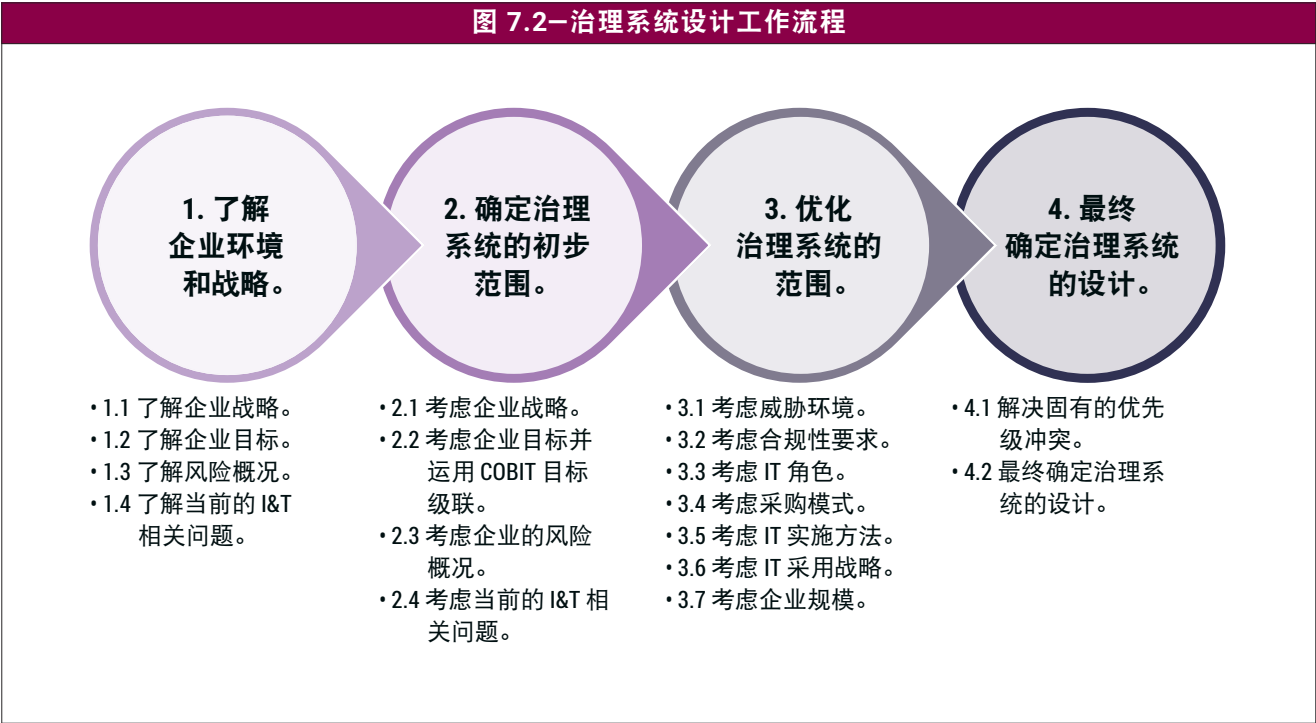 图 7.2—治理系统设计工作流程
1. 了解
企业环境
和战略。
2. 确定治理
系统的初步
范围。
3. 优化
治理系统的
范围。
4. 最终
确定治理系统
的设计。
• 1.1 了解企业战略。
• 1.2 了解企业目标。
• 1.3 了解风险概况。
• 1.4 了解当前的 I&T
相关问题。
• 2.1 考虑企业战略。
• 2.2 考虑企业目标并
运用 COBIT 目标
级联。
• 2.3 考虑企业的风险
概况。
• 2.4 考虑当前的 I&T 相
关问题。
• 3.1 考虑威胁环境。
• 3.2 考虑合规性要求。
• 3.3 考虑 IT 角色。
• 3.4 考虑采购模式。
• 3.5 考虑 IT 实施方法。
• 3.6 考虑 IT 采用战略。
• 3.7 考虑企业规模。
• 4.1 解决固有的优先
级冲突。
• 4.2 最终确定治理系
统的设计。